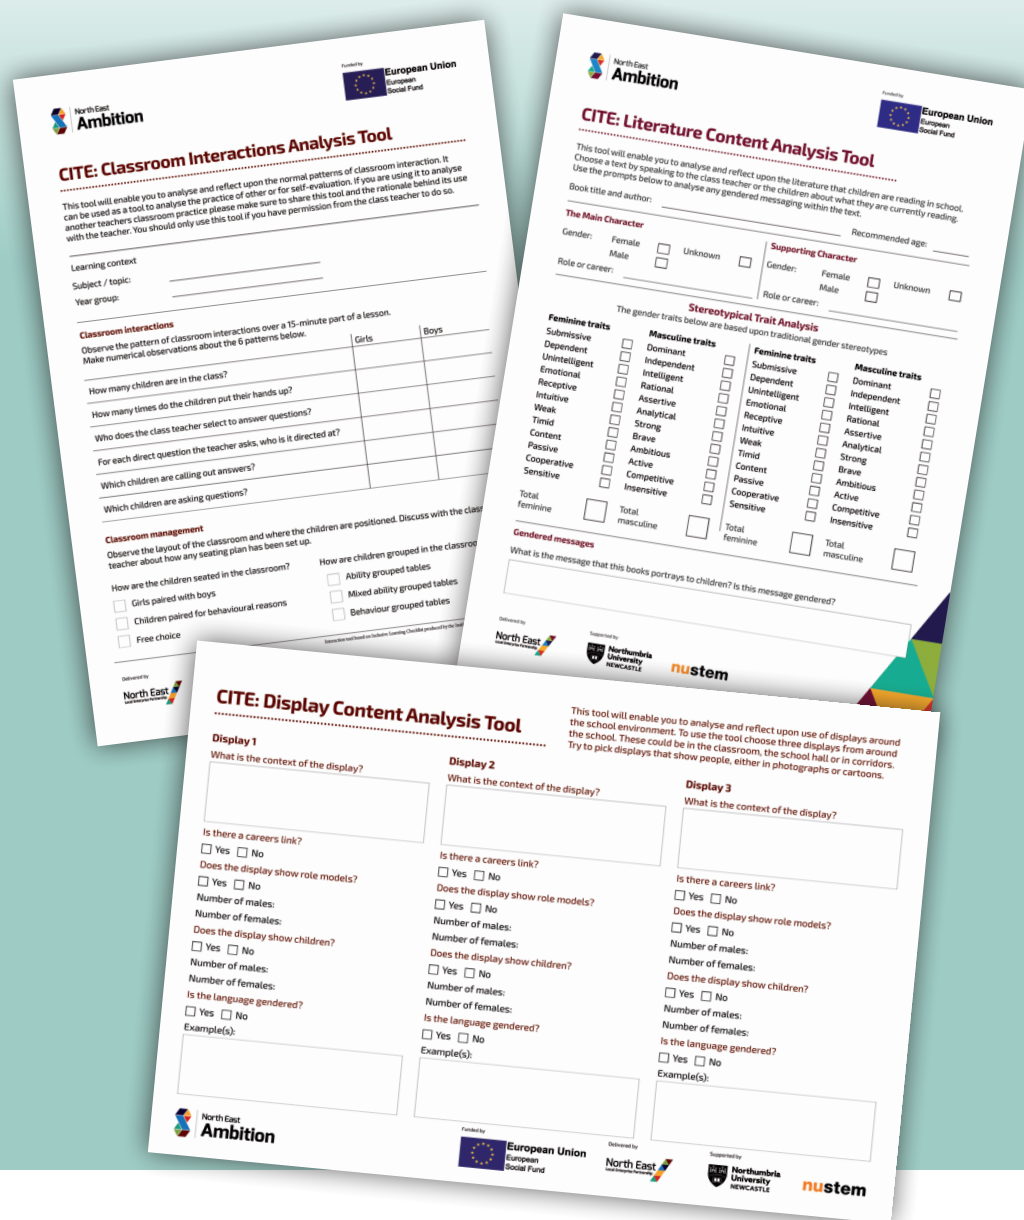 North East
Ambition
Funded by
European Union
European
Social Fund
CITE: Classroom Interactions Analysis Tool
This tool will enable you to analyse and reflect upon the normal patterns of classroom interaction. It
can be used as a tool to analyse the practice of other or for self-evaluation. If you are using it to analyse
another teachers classroom practice please make sure to share this tool and the rationale behind its use
with the teacher. You should only use this tool if you have permission from the class teacher to do so.
Learning context
Subject / topic:
Year group:
Classroom interactions
Observe the pattern of classroom interactions over a 15-minute part of a lesson.
Make numerical observations about the 6 patterns below.
Girls
Boys
How many children are in the class?
How many times do the children put their hands up?
Who does the class teacher select to answer questions?
For each direct question the teacher asks, who is it directed at?
Which children are calling out answers?
Which children are asking questions?
Classroom management
Observe the layout of the classroom and where the children are positioned. Discuss with the class
teacher about how any seating plan has been set up.
How are the children seated in the classroom?
Girls paired with boys
Children paired for behavioural reasons
Free choice
How are children grouped in the classroo
Ability grouped tables
Mixed ability grouped tables
Behaviour grouped tables
Interaction tool based on Inclusive Learning Checklist produced by the
Delivered by
North East
Local Enterprise Partnership
North East
Ambition
Funded by
European Union
European
Social Fund
CITE: Literature Content Analysis Tool
This tool will enable you to analyse and reflect upon the literature that children are reading in school.
Choose a text by speaking to the class teacher or the children about what they are currently reading.
Use the prompts below to analyse any gendered messaging within the text.
Book title and author:
Recommended age:
The Main Character
Gender:
Female
Male
Unknown
Role or career:
Supporting Character
Gender:
Female
Male
Unknown
Role or career:
Stereotypical Trait Analysis
The gender traits below are based upon traditional gender stereotypes
Feminine traits
Submissive
Dependent
Unintelligent
Emotional
Receptive
Intuitive
Weak
Timid
Content
Passive
Cooperative
Sensitive
Total
feminine
Masculine traits
Dominant
Independent
Intelligent
Rational
Assertive
Analytical
Strong
Brave
Ambitious
Active
Competitive
Insensitive
Total
masculine
Feminine traits
Submissive
Dependent
Unintelligent
Emotional
Receptive
Intuitive
Weak
Timid
Content
Passive
Cooperative
Sensitive
Total
feminine
Masculine traits
Dominant
Independent
Intelligent
Rational
Assertive
Analytical
Strong
Brave
Ambitious
Active
Competitive
Insensitive
Total
masculine
Gendered messages
What is the message that this books portrays to children? Is this message gendered?
North East
Local Enterprise Partnership
Supported by
Northumbria
University
NEWCASTLE
nustem
CITE: Display Content Analysis Tool
This tool will enable you to analyse and reflect upon use of displays around
the school environment. To use the tool choose three displays from around
the school. These could be in the classroom, the school hall or in corridors.
Try to pick displays that show people, either in photographs or cartoons.
Display 1
What is the context of the display?
Is there a careers link?
Yes No
Does the display show role models?
Yes No
Number of males:
Number of females:
Does the display show children?
Yes No
Number of males:
Number of females:
Is the language gendered?
Yes No
Example(s):
Display 2
What is the context of the display?
Is there a careers link?
Yes No
Does the display show role models?
Yes No
Number of males:
Number of females:
Does the display show children?
Yes No
Number of males:
Number of females:
Is the language gendered?
Yes No
Example(s):
Display 3
What is the context of the display?
Is there a careers link?
Yes No
Does the display show role models?
Yes No
Number of males:
Number of females:
Does the display show children?
Yes No
Number of males:
Number of females:
Is the language gendered?
Yes No
Example(s):
North East
Ambition
Funded by
European Union
European
Social Fund
Delivered by
North East
Local Enterprise Partnership
Supported by
Northumbria
University
NEWCASTLE
nustem